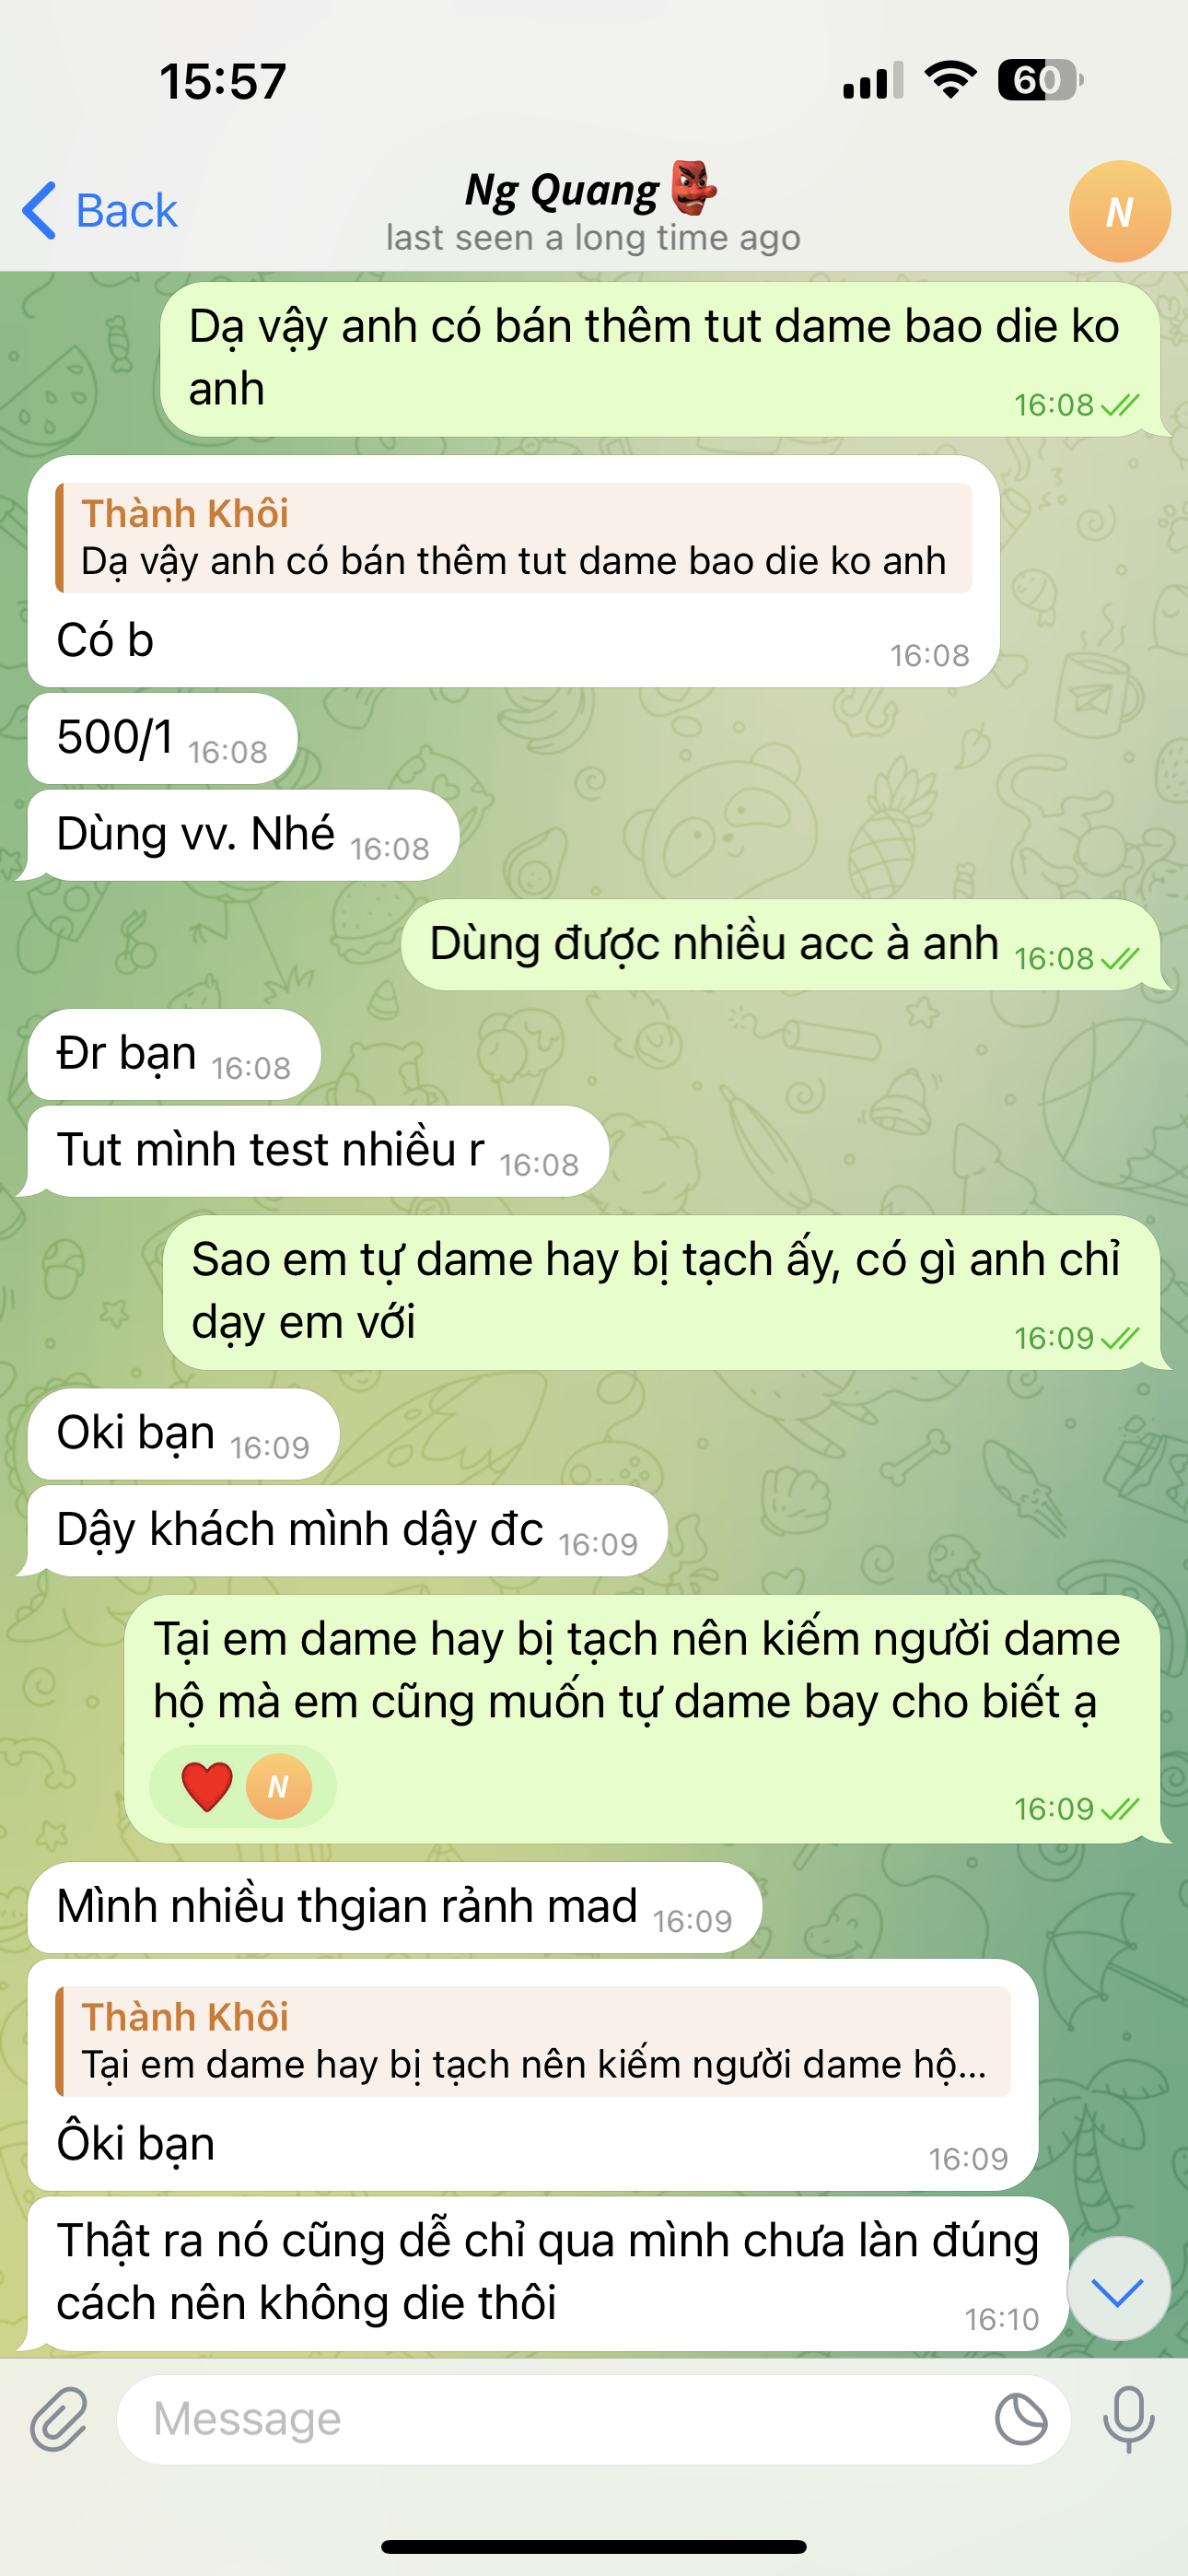 15:57
60
Back
Ng Quang👺
last seen a long time ago
N
Dạ vậy anh có bán thêm tut dame bao die ko
anh
16:08
Thành Khôi
Dạ vậy anh có bán thêm tut dame bao die ko anh
Có b
16:08
500/1 16:08
Dùng vv. Nhé 16:08
Dùng được nhiều acc à anh 16:08
Đr bạn 16:08
Tut mình test nhiều r 16:08
Sao em tự dame hay bị tạch ấy, có gì anh chỉ
dạy em với
16:09
Oki bạn 16:09
Dậy khách mình dậy đc 16:09
Tại em dame hay bị tạch nên kiếm người dame
hộ mà em cũng muốn tự dame bay cho biết ạ
❤️ N
16:09
Mình nhiều thgian rảnh mad 16:09
Thành Khôi
Tại em dame hay bị tạch nên kiếm người dame hộ...
Ôki bạn
16:09
Thật ra nó cũng dễ chỉ qua mình chưa làn đúng
cách nên không die thôi
16:10
Message